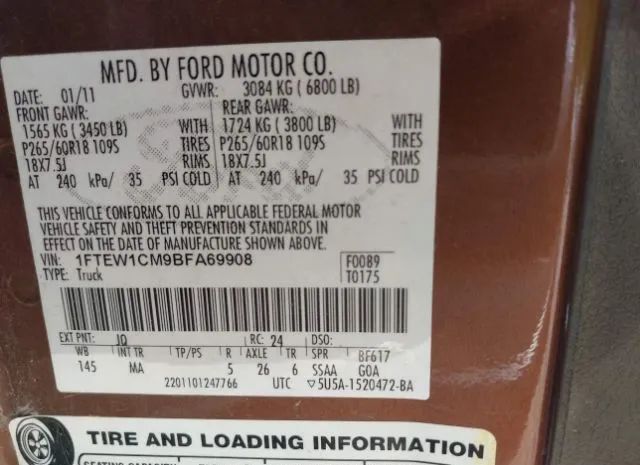 MFD. BY FORD MOTOR CO.
DATE: 01/11 GVWR: 3084 KG ( 6800 LB)
FRONT GAWR: REAR GAWR:
1565 KG ( 3450 LB) WITH 1724 KG ( 3800 LB) WITH
P265/60R18 109S TIRES P265/60R18 109S TIRES
18X7.5J RIMS 18X7.5J RIMS
AT 240 kPa/ 35 PSI COLD AT 240 kPa/ 35 PSI COLD
THIS VEHICLE CONFORMS TO ALL APPLICABLE FEDERAL MOTOR
VEHICLE SAFETY AND THEFT PREVENTION STANDARDS IN
EFFECT ON THE DATE OF MANUFACTURE SHOWN ABOVE.
VIN: 1FTEW1CM9BFA69908 F0089
TYPE: Truck T0175
EXT PNT: JQ RC: 24 DSO:
WB INT TR TP/PS R AXLE TR SPR BF617
145 MA 5 26 6 SSAA GOA
2201101247766 UTC ▽5U5A-1520472-BA
TIRE AND LOADING INFORMATION
SEATING CAPACITY